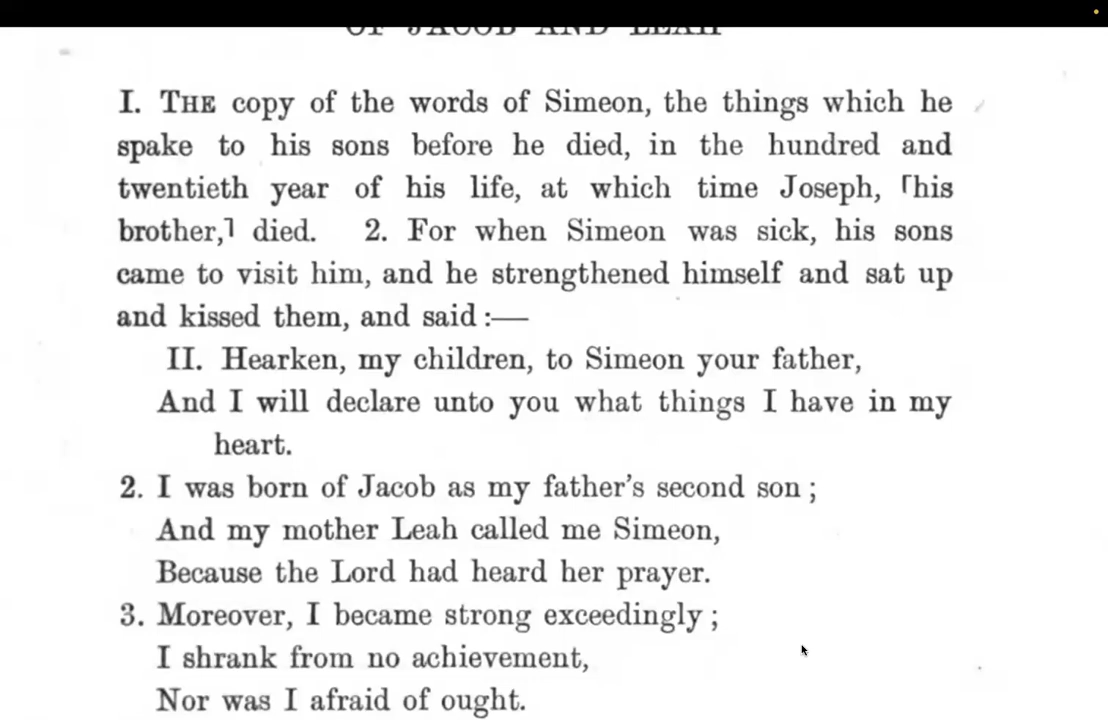 OF JACOB AND LEAH
I. THE copy of the words of Simeon, the things which he
spake to his sons before he died, in the hundred and
twentieth year of his life, at which time Joseph, ⌜his
brother,⌝ died. 2. For when Simeon was sick, his sons
came to visit him, and he strengthened himself and sat up
and kissed them, and said :—
II. Hearken, my children, to Simeon your father,
And I will declare unto you what things I have in my
heart.
2. I was born of Jacob as my father's second son ;
And my mother Leah called me Simeon,
Because the Lord had heard her prayer.
3. Moreover, I became strong exceedingly ;
I shrank from no achievement,
Nor was I afraid of ought.